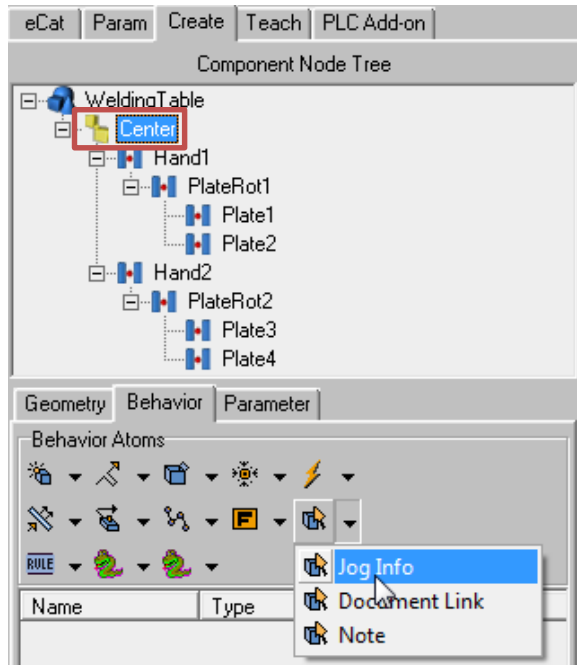 eCat Param Create Teach PLC Add-on
Component Node Tree
WeldingTable
Center
Hand1
PlateRot1
Plate1
Plate2
Hand2
PlateRot2
Plate3
Plate4
Geometry Behavior Parameter
Behavior Atoms
F
RULE
Jog Info
Name Type Document Link
Note